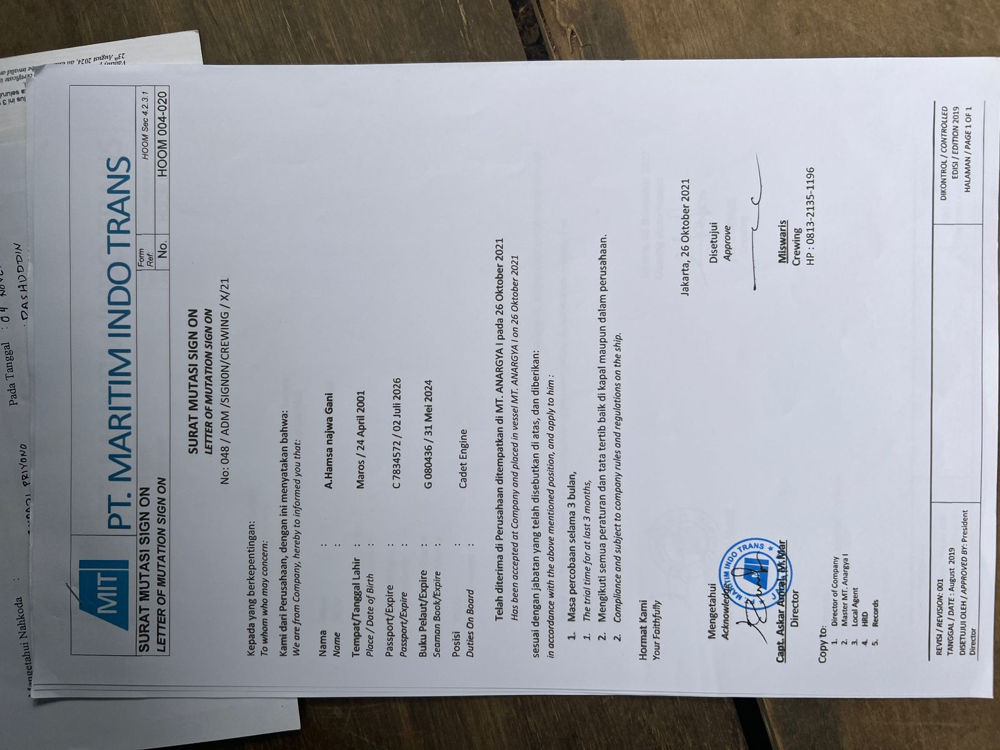 MIT
PT. MARITIM INDO TRANS
SURAT MUTASI SIGN ON
LETTER OF MUTATION SIGN ON
Form Ref:
HOOM Sec 4.2.3.1
No.
HOOM 004-020
SURAT MUTASI SIGN ON
LETTER OF MUTATION SIGN ON
No: 048 / ADM /SIGNON/CREWING / X/21
Kepada yang berkepentingan:
To whom who may concern:
Kami dari Perusahaan, dengan ini menyatakan bahwa:
We are from Company, hereby to informed you that:
Nama : A.Hamsa najwa Gani
Name :
Tempat/Tanggal Lahir : Maros / 24 April 2001
Place / Date of Birth :
Passport/Expire : C 7834572 / 02 Juli 2026
Passport/Expire :
Buku Pelaut/Expire : G 080436 / 31 Mei 2024
Seaman Book/Expire :
Posisi : Cadet Engine
Duties On Board :
Telah diterima di Perusahaan ditempatkan di MT. ANARGYA I pada 26 Oktober 2021
Has been accepted at Company and placed in vessel MT. ANARGYA I on 26 Oktober 2021
sesuai dengan jabatan yang telah disebutkan di atas, dan diberikan:
in accordance with the above mentioned position, and apply to him :
1. Masa percobaan selama 3 bulan,
1. The trial time for at last 3 months,
2. Mengikuti semua peraturan dan tata tertib baik di kapal maupun dalam perusahaan.
2. Compliance and subject to company rules and regulations on the ship.
Hormat Kami
Your Faithfully
Jakarta, 26 Oktober 2021
Mengetahui
Acknowledge
Disetujui
Approve
PT. MARTIM INDO TRANS
JAKARTA
Capt. Askar Amral, M.Mar
Director
Miswaris
Crewing
HP : 0813-2135-1196
Copy to:
1. Director of Company
2. Master MT. Anargya I
3. Local Agent
4. HRD
5. Records
REVISI / REVISION: 001
TANGGAL / DATE : August 2019
DISETUJUI OLEH / APPROVED BY: President
Director
DIKONTROL / CONTROLLED
EDISI / EDITION 2019
HALAMAN / PAGE 1 OF 1
Mangetahui Nahkoda :
PRIYONO
Pada Tanggal : 04
: DASHUDDIN
23th August 2024, all
be invalid
certificate is
lus ini 3
a seluruh